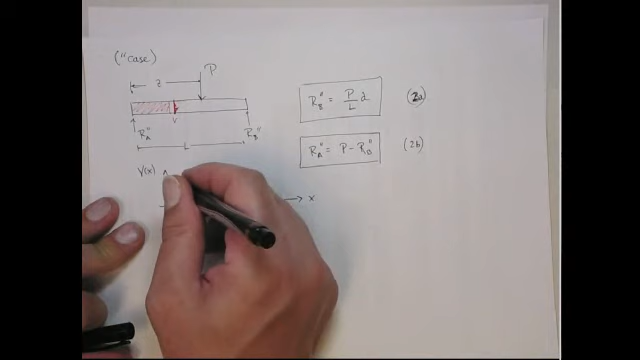 ("case)
z
P
V
R_A"
R_B"
L
R_B" = P/L z
(2a)
R_A" = P - R_B"
(2b)
V(x)
x